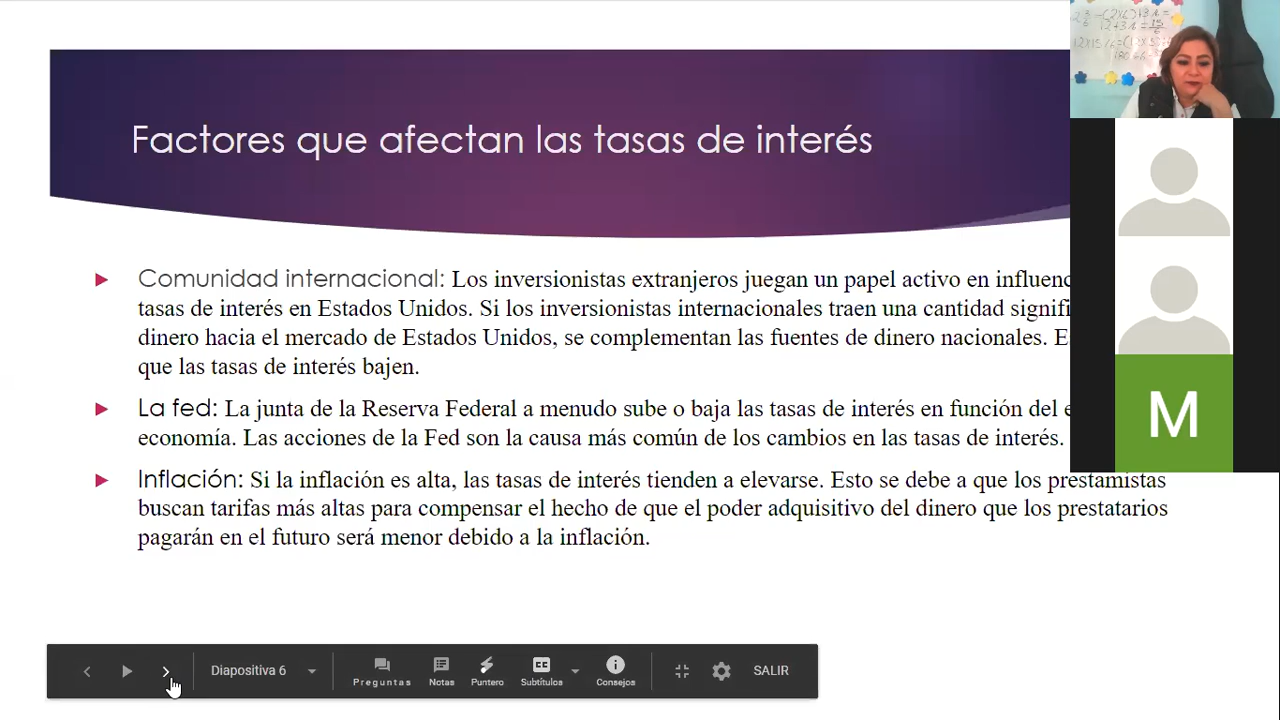 Factores que afectan las tasas de interés
Comunidad internacional: Los inversionistas extranjeros juegan un papel activo en
tasas de interés en Estados Unidos. Si los inversionistas internacionales traen una cantidad
dinero hacia el mercado de Estados Unidos, se complementan las fuentes de dinero nacionales.
que las tasas de interés bajen.
La fed: La junta de la Reserva Federal a menudo sube o baja las tasas de interés en función del
economía. Las acciones de la Fed son la causa más común de los cambios en las tasas de interés.
Inflación: Si la inflación es alta, las tasas de interés tienden a elevarse. Esto se debe a que los prestamistas
buscan tarifas más altas para compensar el hecho de que el poder adquisitivo del dinero que los prestatarios
pagarán en el futuro será menor debido a la inflación.
M
Diapositiva 6
Preguntas
Notas
Puntero
CC
Subtítulos
Consejos
SALIR